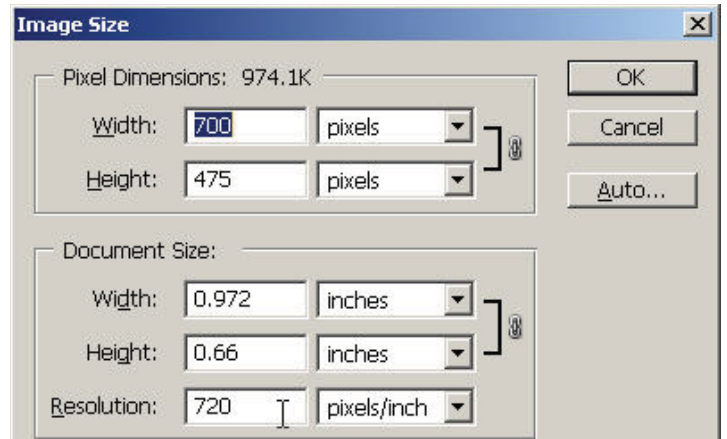 Image Size
Pixel Dimensions: 974.1K
OK
Width: 700 pixels
Cancel
Height: 475 pixels
Auto...
Document Size:
Width: 0.972 inches
Height: 0.66 inches
Resolution: 720 pixels/inch